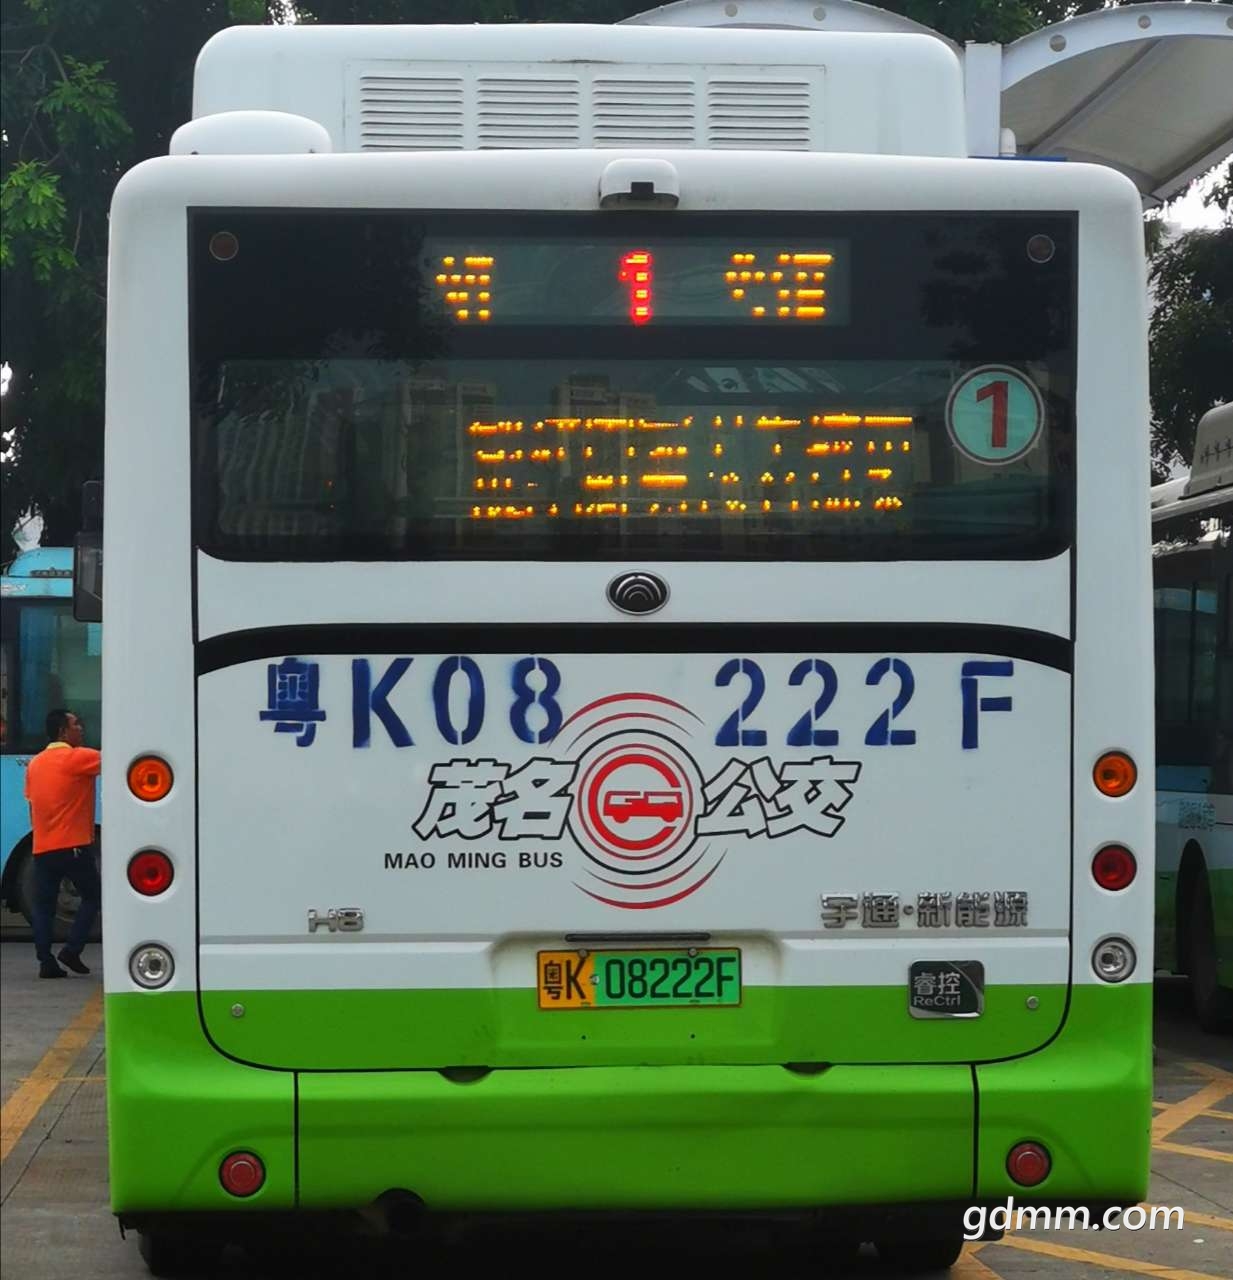 1
1
粤K08 222F
茂名 公交
MAO MING BUS
H8
宇通·新能源
粤K·08222F
睿控
ReCtrl
gdmm.com